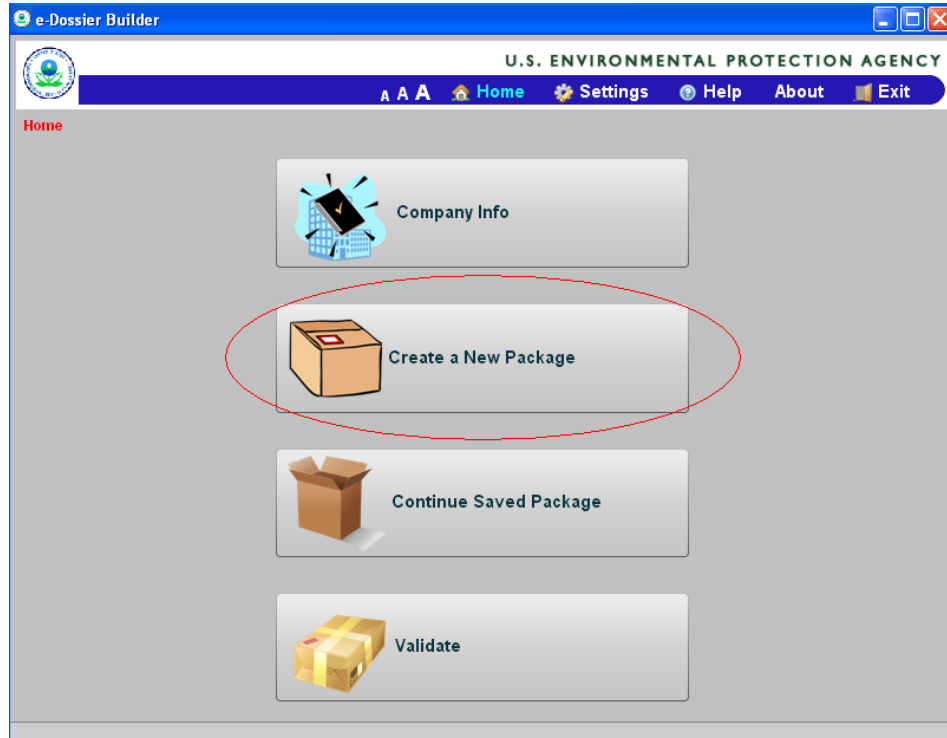 e-Dossier Builder
U.S. ENVIRONMENTAL PROTECTION AGENCY
A A A Home Settings Help About Exit
Home
Company Info
Create a New Package
Continue Saved Package
Validate